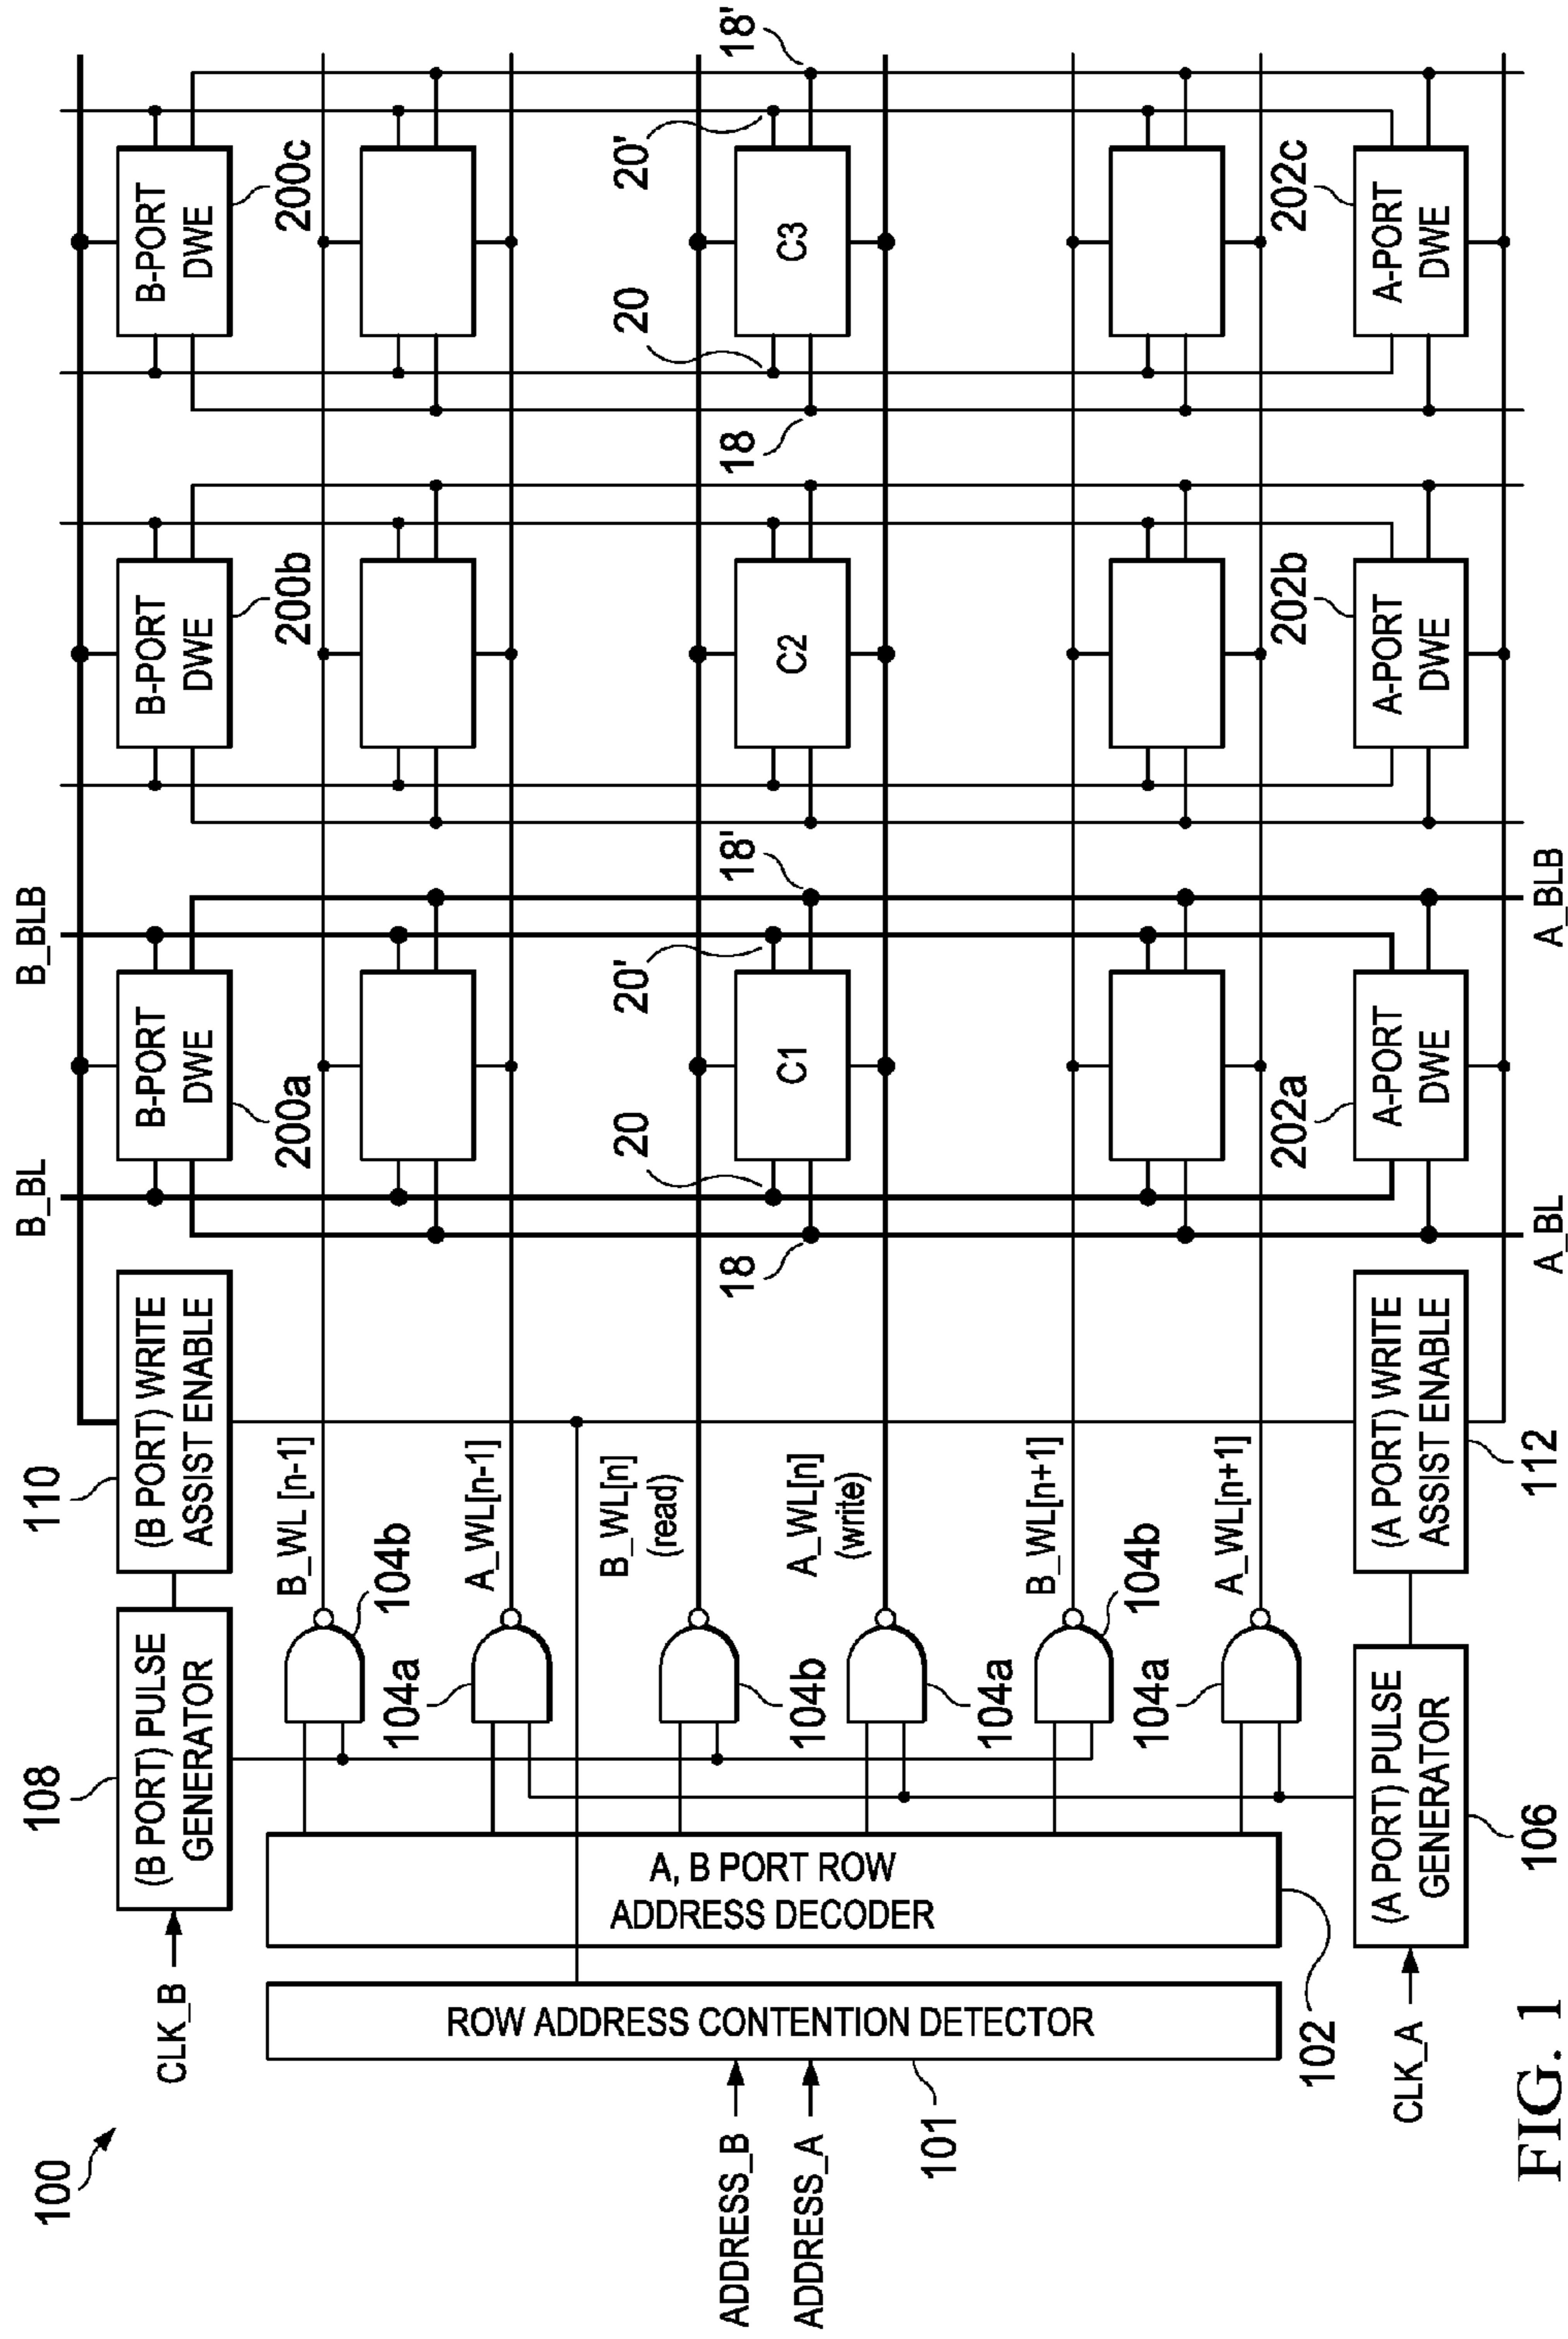 100
CLK_B
108
(B PORT) PULSE
GENERATOR
110
(B PORT) WRITE
ASSIST ENABLE
B_BL
B_BLB
B-PORT
DWE
200a
B-PORT
DWE
200b
B-PORT
DWE
200c
B_WL [n-1]
104b
A_WL[n-1]
104a
B_WL[n]
(read)
104b
A_WL[n]
(write)
104a
B_WL[n+1]
104b
A_WL[n+1]
104a
20
20'
C1
18
18'
C2
20
20'
C3
18
18'
ADDRESS_B
ADDRESS_A
ROW ADDRESS CONTENTION DETECTOR
101
A, B PORT ROW
ADDRESS DECODER
102
CLK_A
(A PORT) PULSE
GENERATOR
106
(A PORT) WRITE
ASSIST ENABLE
112
202a
A-PORT
DWE
202b
A-PORT
DWE
202c
A-PORT
DWE
A_BL
A_BLB
FIG. 1